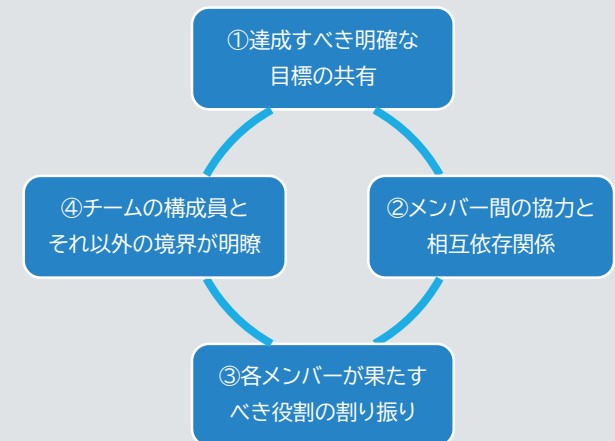 ①達成すべき明確な
目標の共有
④チームの構成員と
それ以外の境界が明瞭
②メンバー間の協力と
相互依存関係
③各メンバーが果たす
べき役割の割り振り